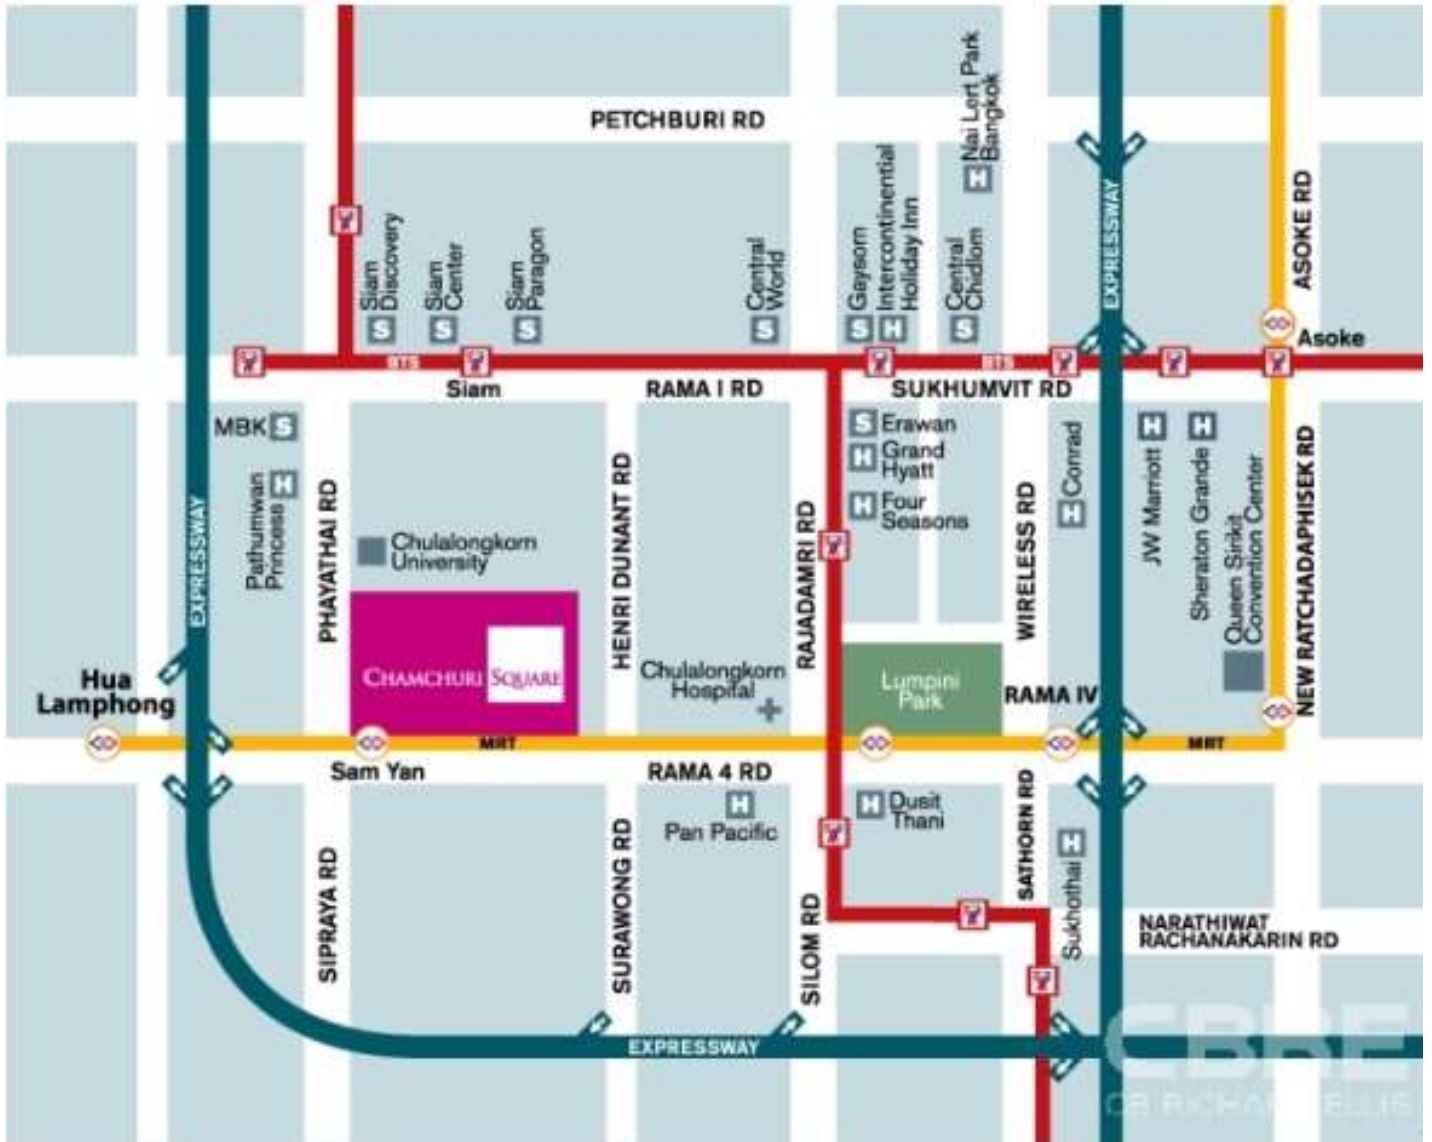 PETCHBURI RD
Nai Lert Park
Bangkok
EXPRESSWAY
ASOKE RD
Siam
Discovery
Siam
Center
Siam
Paragon
Central
World
Gaysorn
Intercontinental
Holiday Inn
Central
Chidlom
Asoke
BTS
BTS
Siam
RAMA I RD
SUKHUMVIT RD
MBK
Pathumwan
Princess
EXPRESSWAY
PHAYATHAI RD
Chulalongkorn
University
HENRI DUNANT RD
RAJADAMRI RD
Erawan
Grand
Hyatt
Four
Seasons
WIRELESS RD
Conrad
JW Marriott
Sheraton Grande
Queen Sirikit
Convention Center
NEW RATCHADAPHISEK RD
CHAMCHURI SQUARE
Chulalongkorn
Hospital
Lumpini
Park
RAMA IV
Hua
Lamphong
MRT
MRT
Sam Yan
RAMA 4 RD
Pan Pacific
Dusit
Thani
SATHORN RD
Sukhothai
SIPRAYA RD
SURAWONG RD
SILOM RD
NARATHIWAT
RACHANAKARIN RD
EXPRESSWAY
CBRE
CB RICHARD ELLIS